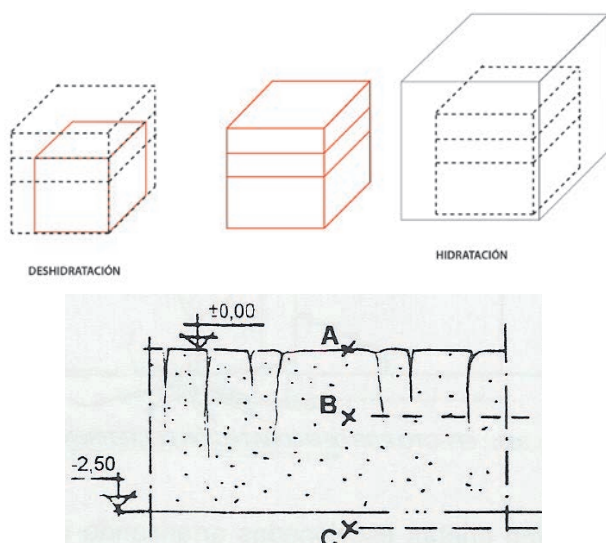 DESHIDRATACIÓN
HIDRATACIÓN
±0,00
A
B
-2,50
C